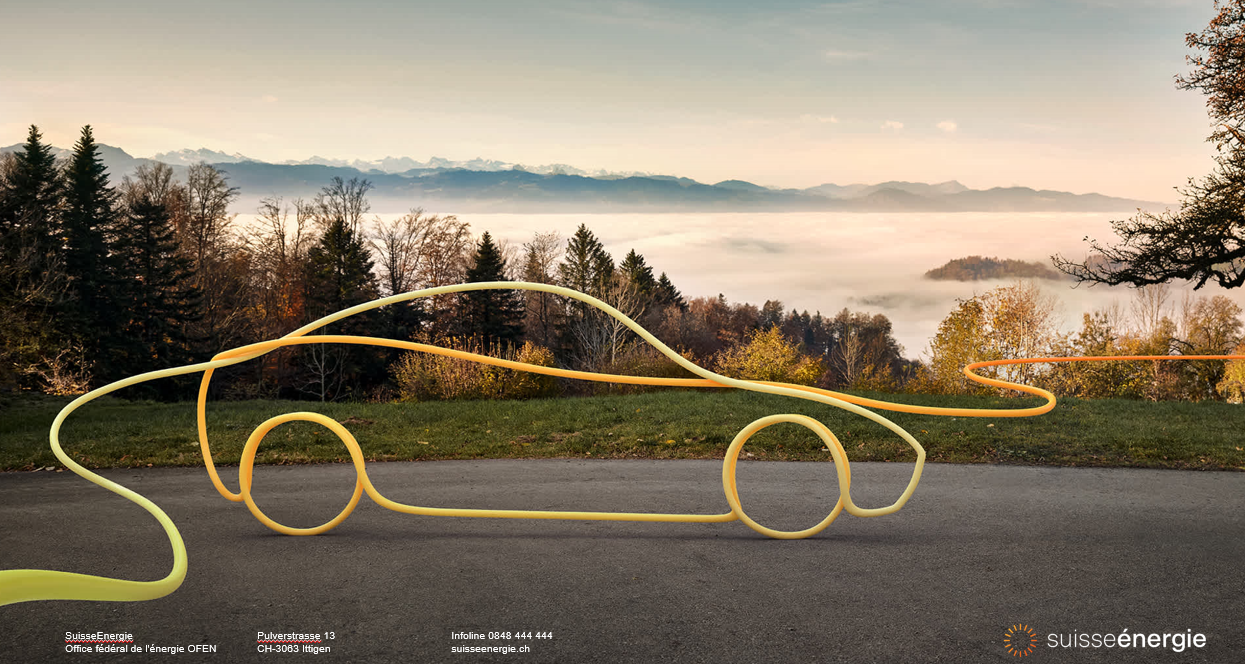 SuisseEnergie
Office fédéral de l'énergie OFEN
Pulverstrasse 13
CH-3063 Ittigen
Infoline 0848 444 444
suisseenergie.ch
suisseénergie